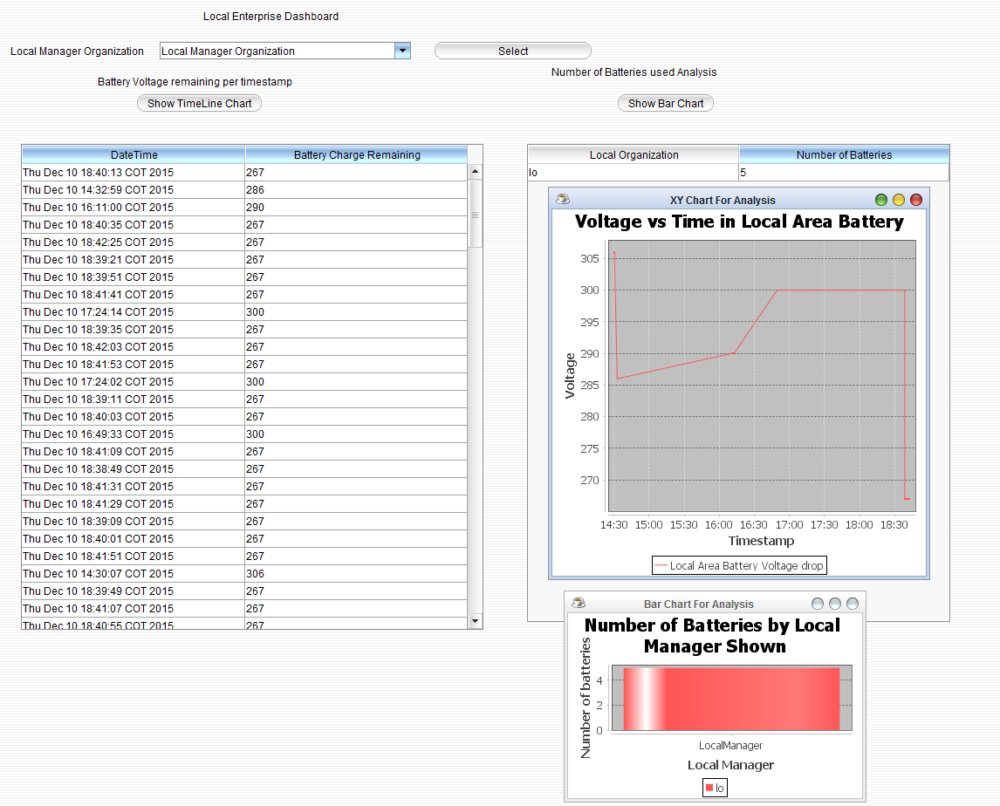 Local Enterprise Dashboard
Local Manager Organization Local Manager Organization Select
Number of Batteries used Analysis
Battery Voltage remaining per timestamp
Show TimeLine Chart Show Bar Chart
DateTime Battery Charge Remaining
Thu Dec 10 18:40:13 COT 2015 267
Thu Dec 10 14:32:59 COT 2015 286
Thu Dec 10 16:11:00 COT 2015 290
Thu Dec 10 18:40:35 COT 2015 267
Thu Dec 10 18:42:25 COT 2015 267
Thu Dec 10 18:39:21 COT 2015 267
Thu Dec 10 18:39:51 COT 2015 267
Thu Dec 10 18:41:41 COT 2015 267
Thu Dec 10 17:24:14 COT 2015 300
Thu Dec 10 18:39:35 COT 2015 267
Thu Dec 10 18:42:03 COT 2015 267
Thu Dec 10 18:41:53 COT 2015 267
Thu Dec 10 17:24:02 COT 2015 300
Thu Dec 10 18:39:11 COT 2015 267
Thu Dec 10 18:40:03 COT 2015 267
Thu Dec 10 16:49:33 COT 2015 300
Thu Dec 10 18:41:09 COT 2015 267
Thu Dec 10 18:38:49 COT 2015 267
Thu Dec 10 18:41:31 COT 2015 267
Thu Dec 10 18:41:29 COT 2015 267
Thu Dec 10 18:39:09 COT 2015 267
Thu Dec 10 18:40:01 COT 2015 267
Thu Dec 10 18:41:51 COT 2015 267
Thu Dec 10 14:30:07 COT 2015 306
Thu Dec 10 18:39:49 COT 2015 267
Thu Dec 10 18:41:07 COT 2015 267
Thu Dec 10 18:40:55 COT 2015 267
Local Organization Number of Batteries
lo 5
XY Chart For Analysis
Voltage vs Time in Local Area Battery
Voltage
305
300
295
290
285
280
275
270
14:30 15:00 15:30 16:00 16:30 17:00 17:30 18:00 18:30
Timestamp
Local Area Battery Voltage drop
Bar Chart For Analysis
Number of Batteries by Local
Manager Shown
Number of batteries
4
2
0
LocalManager
Local Manager
lo